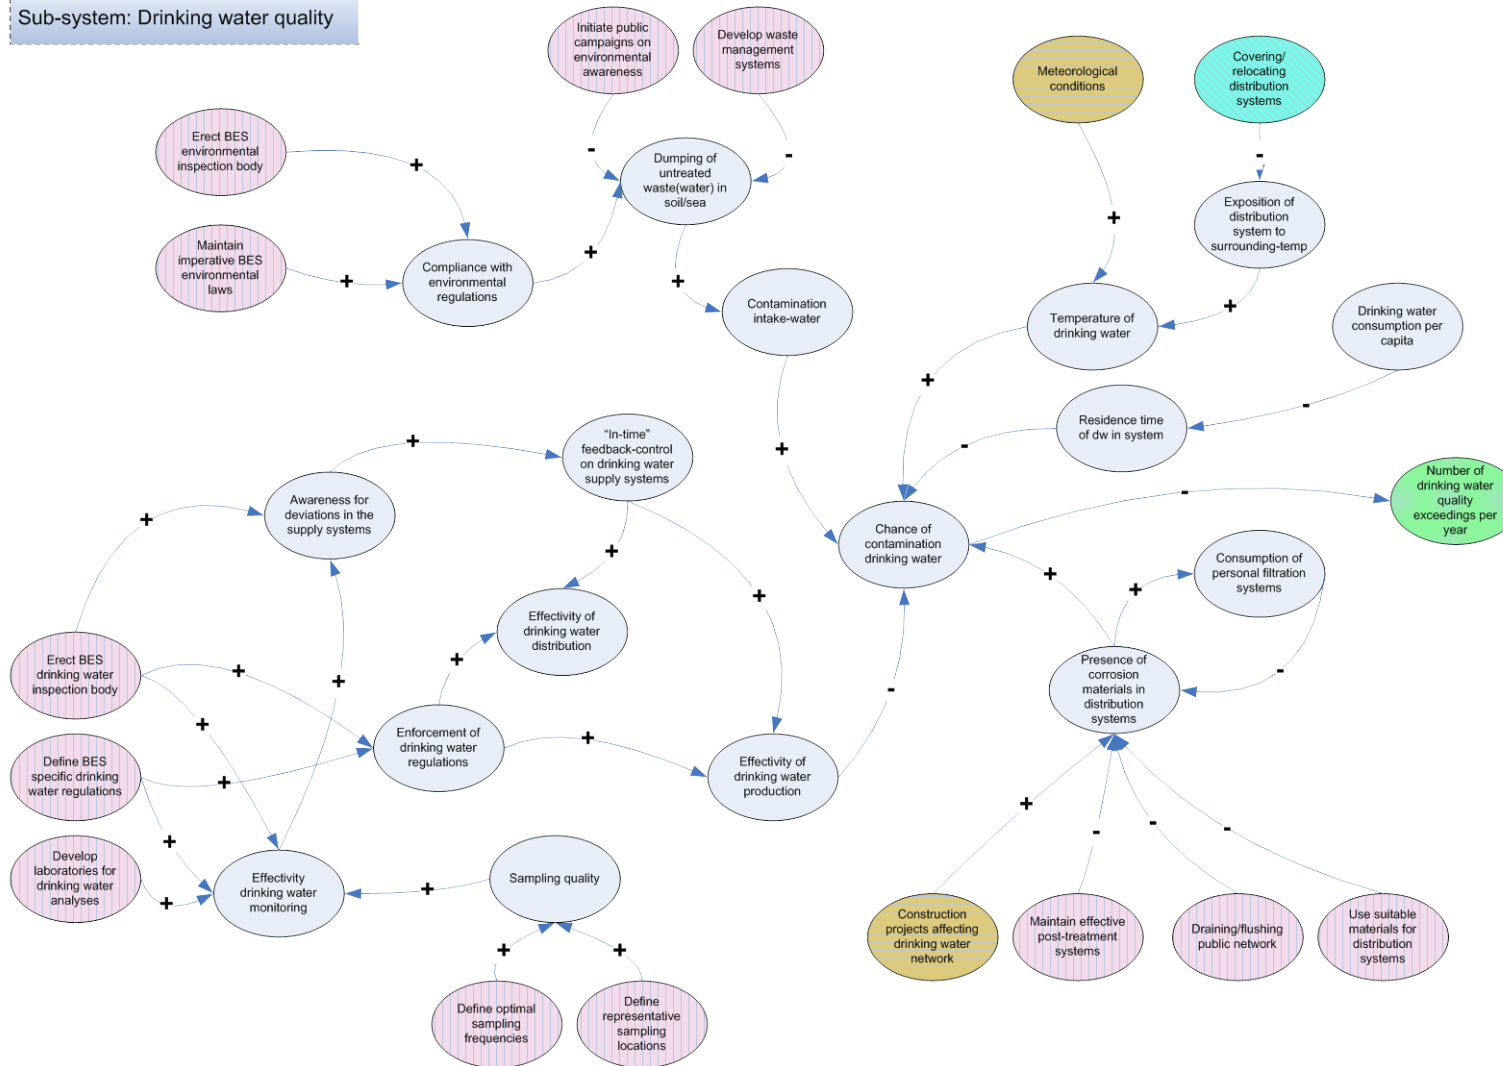 Sub-system: Drinking water quality
Initiate public
campaigns on
environmental
awareness
Develop waste
management
systems
Meteorological
conditions
Covering/
relocating
distribution
systems
Erect BES
environmental
inspection body
-
-
Dumping of
untreated
waste(water) in
soil/sea
-
+
Exposition of
distribution
system to
surrounding-temp
+
Maintain
imperative BES
environmental
laws
+
Compliance with
environmental
regulations
+
+
Contamination
intake-water
Temperature of
drinking water
+
Drinking water
consumption per
capita
+
Residence time
of dw in system
-
-
+
"In-time"
feedback-control
on drinking water
supply systems
+
Awareness for
deviations in the
supply systems
+
Chance of
contamination
drinking water
-
Number of
drinking water
quality
exceedings per
year
+
+
Effectivity of
drinking water
distribution
+
Consumption of
personal filtration
systems
+
-
Presence of
corrosion
materials in
distribution
systems
Erect BES
drinking water
inspection body
+
+
+
+
Enforcement of
drinking water
regulations
+
-
Effectivity of
drinking water
production
Define BES
specific drinking
water regulations
+
+
Develop
laboratories for
drinking water
analyses
+
Effectivity
drinking water
monitoring
+
Sampling quality
+
-
-
-
+
+
Define optimal
sampling
frequencies
Define
representative
sampling
locations
Construction
projects affecting
drinking water
network
Maintain effective
post-treatment
systems
Draining/flushing
public network
Use suitable
materials for
distribution
systems